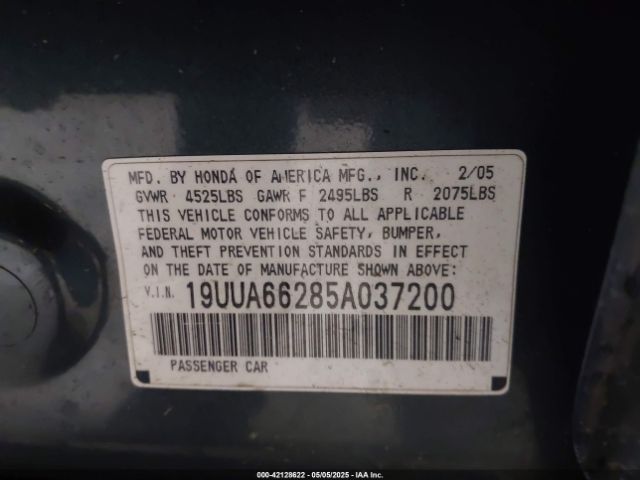 MFD. BY HONDA OF AMERICA MFG., INC. 2/05
GVWR 4525LBS GAWR F 2495LBS R 2075LBS
THIS VEHICLE CONFORMS TO ALL APPLICABLE
FEDERAL MOTOR VEHICLE SAFETY, BUMPER,
AND THEFT PREVENTION STANDARDS IN EFFECT
ON THE DATE OF MANUFACTURE SHOWN ABOVE:
V.I.N. 19UUA66285A037200
PASSENGER CAR
000-42128622 - 05/05/2025 - IAA Inc.